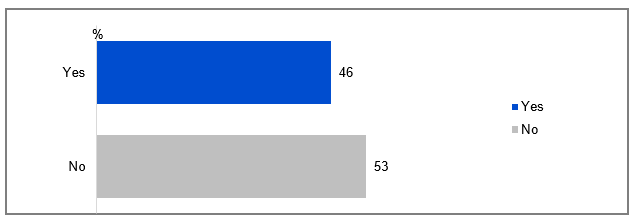 %
Yes 46
Yes
No
No 53